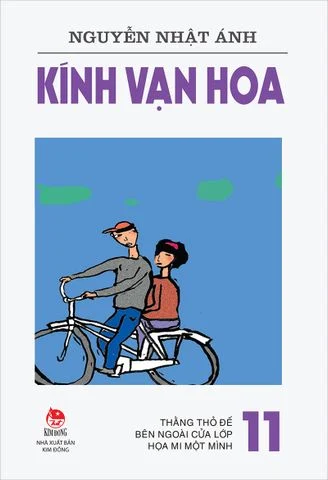 NGUYỄN NHẬT ÁNH
KÍNH VẠN HOA
KIM ĐỒNG
NHÀ XUẤT BẢN
KIM ĐỒNG
THẰNG THỎ ĐẾ
BÊN NGOÀI CỬA LỚP
HỌA MI MỘT MÌNH
11